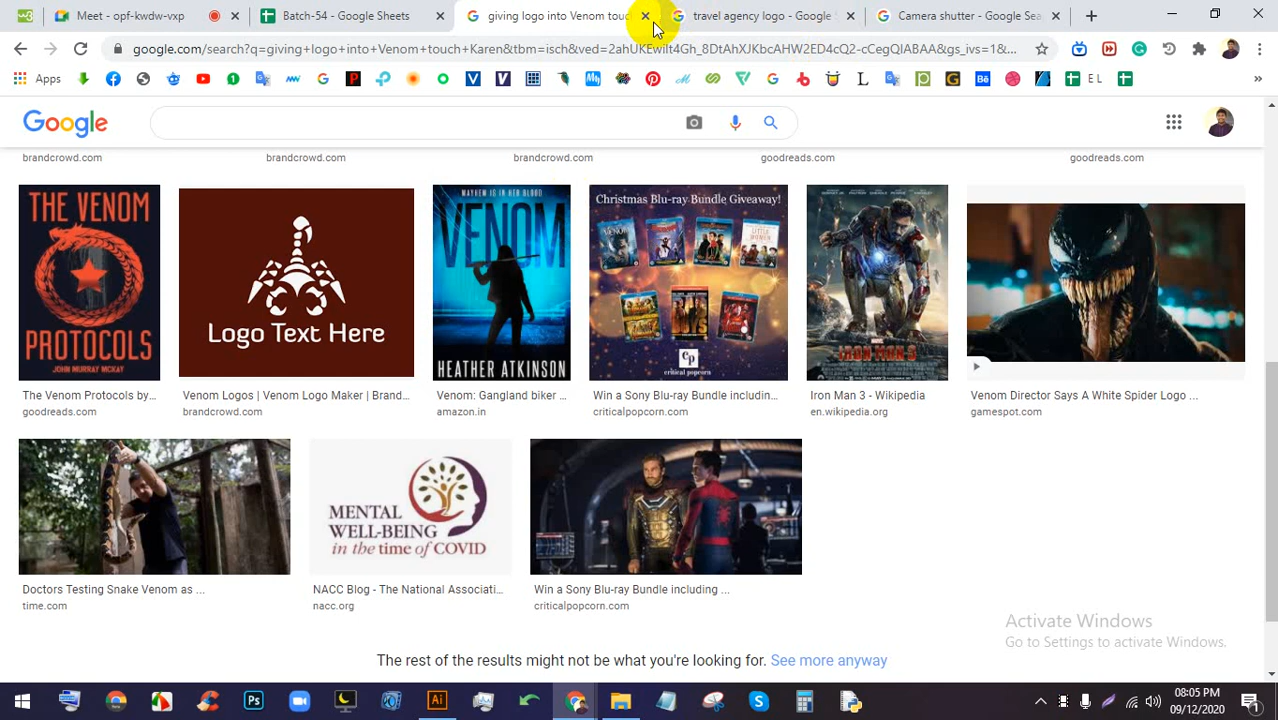 Meet - opf-kwdw-vxp
Batch-54 - Google Sheets
giving logo into Venom touc
travel agency logo - Google
Camera shutter - Google Sea
google.com/search?q=giving+logo+into+Venom+touch+Karen&tbm=isch&ved=2ahUKEwiIt4Gh_8DtAhXJKbcAHW2ED4cQ2-cCegQIABAA&gs_ivs=1&...
Apps
E L
Google
brandcrowd.com
brandcrowd.com
brandcrowd.com
goodreads.com
goodreads.com
THE VENOM
PROTOCOLS
JOHN MURRAY MCKAY
Logo Text Here
MAYHEM IS IN HER BLOOD
VENOM
HEATHER ATKINSON
Christmas Blu-ray Bundle Giveaway!
cp
critical popcorn
MARVEL
IRON MAN 3
The Venom Protocols by...
goodreads.com
Venom Logos | Venom Logo Maker | Brand...
brandcrowd.com
Venom: Gangland biker ...
amazon.in
Win a Sony Blu-ray Bundle includin...
criticalpopcorn.com
Iron Man 3 - Wikipedia
en.wikipedia.org
Venom Director Says A White Spider Logo ...
gamespot.com
MENTAL
WELL-BEING
in the time of COVID
Doctors Testing Snake Venom as ...
time.com
NACC Blog - The National Associati...
nacc.org
Win a Sony Blu-ray Bundle including ...
criticalpopcorn.com
Activate Windows
Go to Settings to activate Windows.
The rest of the results might not be what you're looking for. See more anyway
Ps
Ai
08:05 PM
09/12/2020